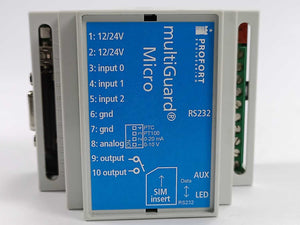 1: 12/24V
2: 12/24V
3: input 0
4: input 1
5: input 2
6: gnd
7: gnd
8: analog
9: output
10 output
PTC
PT100
0-20 mA
0-10 V
multiGuard®
Micro
PROFORT
RS232
SIM
insert
Data
RS232
AUX
LED